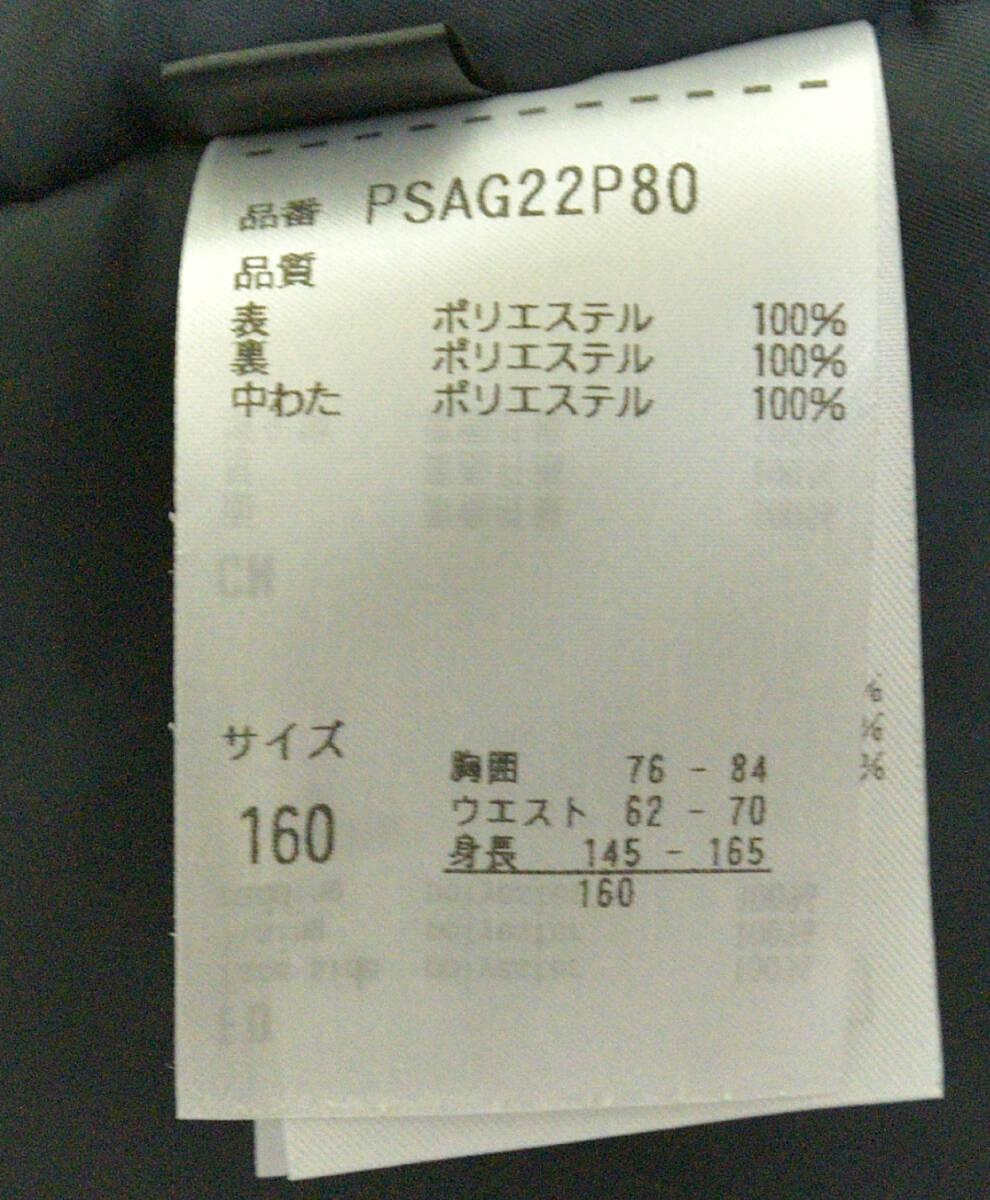 品番 PSAG22P80
品質
表 ポリエステル 100%
裏 ポリエステル 100%
中わた ポリエステル 100%
サイズ
160
胸囲 76 - 84
ウエスト 62 - 70
身長 145 - 165
160